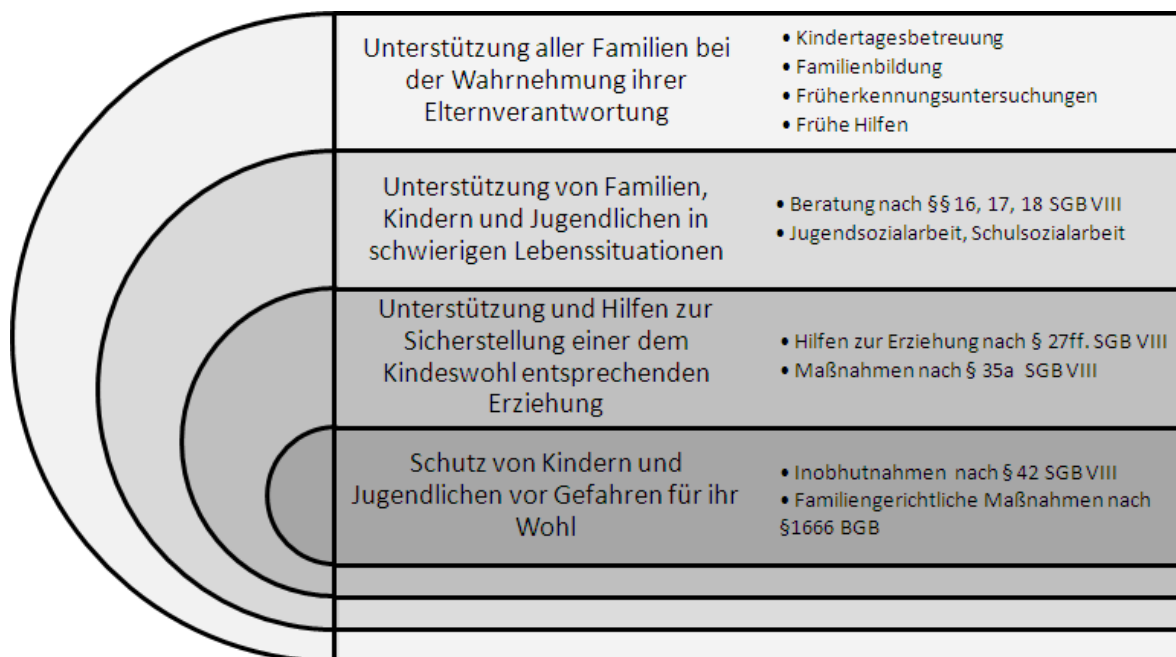 Unterstützung aller Familien bei
der Wahrnehmung ihrer
Elternverantwortung
• Kindertagesbetreuung
• Familienbildung
• Früherkennungsuntersuchungen
• Frühe Hilfen
Unterstützung von Familien,
Kindern und Jugendlichen in
schwierigen Lebenssituationen
• Beratung nach §§ 16, 17, 18 SGB VIII
• Jugendsozialarbeit, Schulsozialarbeit
Unterstützung und Hilfen zur
Sicherstellung einer dem
Kindeswohl entsprechenden
Erziehung
• Hilfen zur Erziehung nach § 27ff. SGB VIII
• Maßnahmen nach § 35a SGB VIII
Schutz von Kindern und
Jugendlichen vor Gefahren für ihr
Wohl
• Inobhutnahmen nach § 42 SGB VIII
• Familiengerichtliche Maßnahmen nach
§1666 BGB